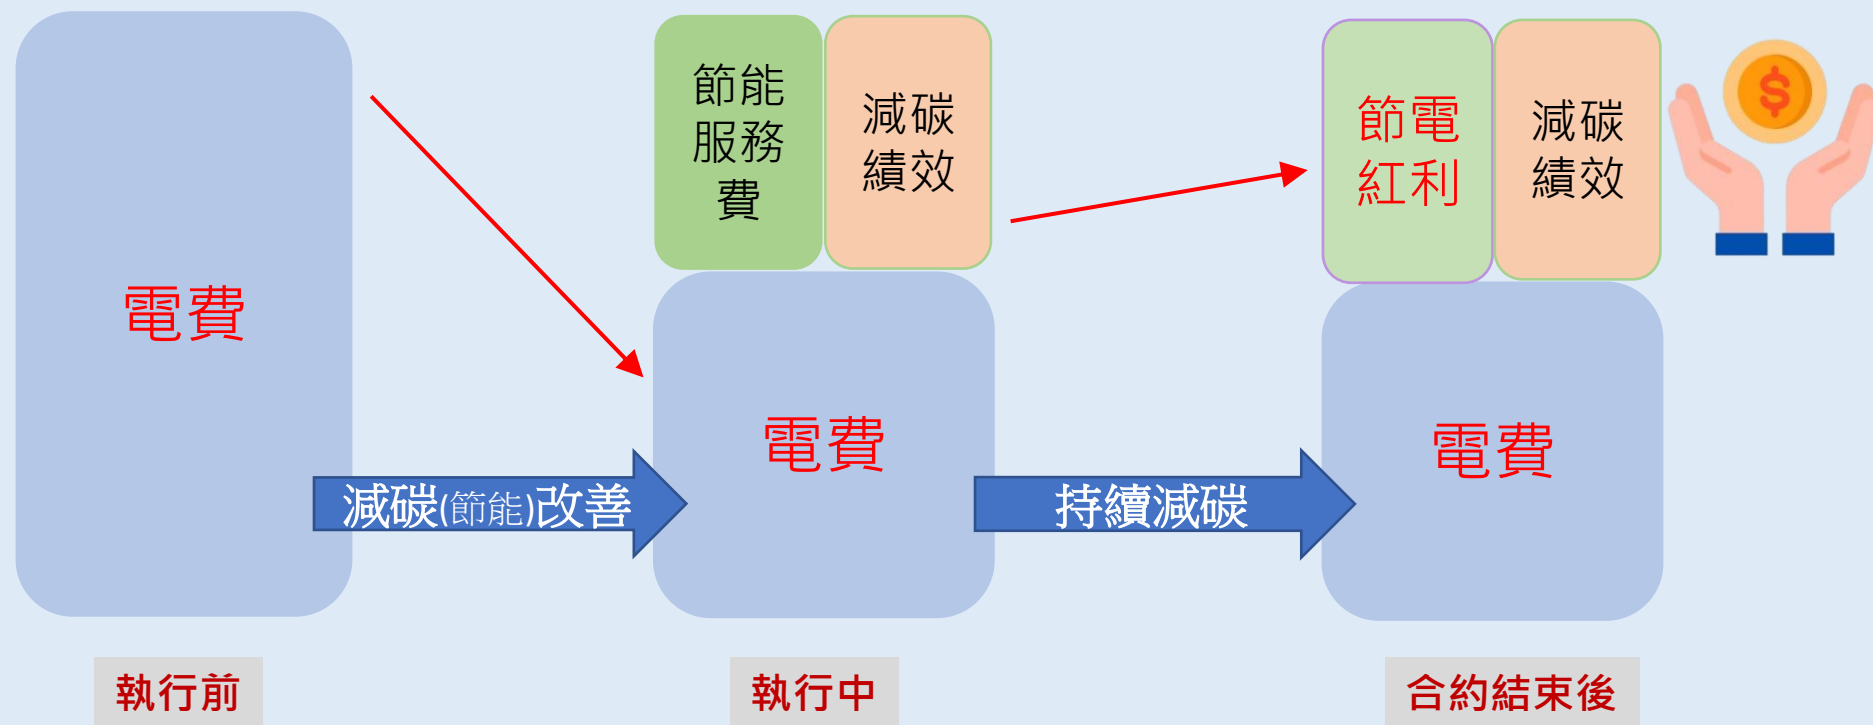 電費
減碳(節能)改善
執行前
節能
服務
費
減碳
績效
電費
持續減碳
執行中
節電
紅利
減碳
績效
$
電費
合約結束後